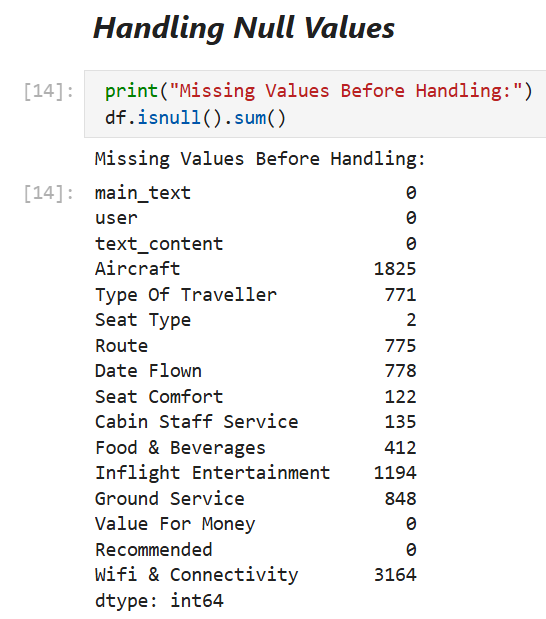 Handling Null Values
[14]: print("Missing Values Before Handling:")
df.isnull().sum()
Missing Values Before Handling:
[14]: main_text 0
user 0
text_content 0
Aircraft 1825
Type Of Traveller 771
Seat Type 2
Route 775
Date Flown 778
Seat Comfort 122
Cabin Staff Service 135
Food & Beverages 412
Inflight Entertainment 1194
Ground Service 848
Value For Money 0
Recommended 0
Wifi & Connectivity 3164
dtype: int64